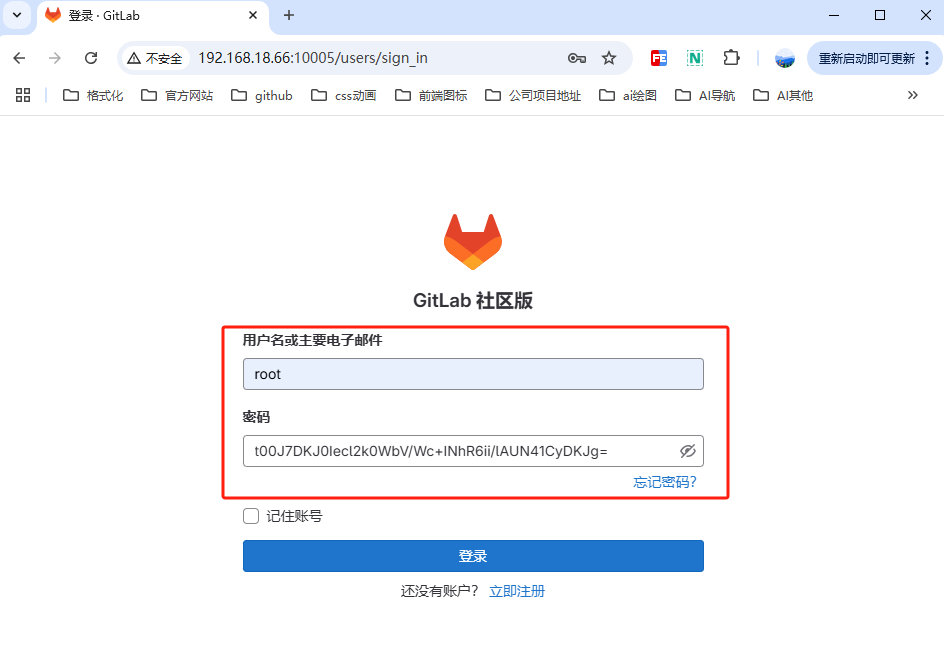 登录 · GitLab
不安全 192.168.18.66:10005/users/sign_in 重新启动即可更新
格式化 官方网站 github css动画 前端图标 公司项目地址 ai绘图 AI导航 AI其他
GitLab 社区版
用户名或主要电子邮件
root
密码
t00J7DKJ0Iecl2k0WbV/Wc+INhR6ii/lAUN41CyDKJg=
忘记密码?
记住账号
登录
还没有账户? 立即注册